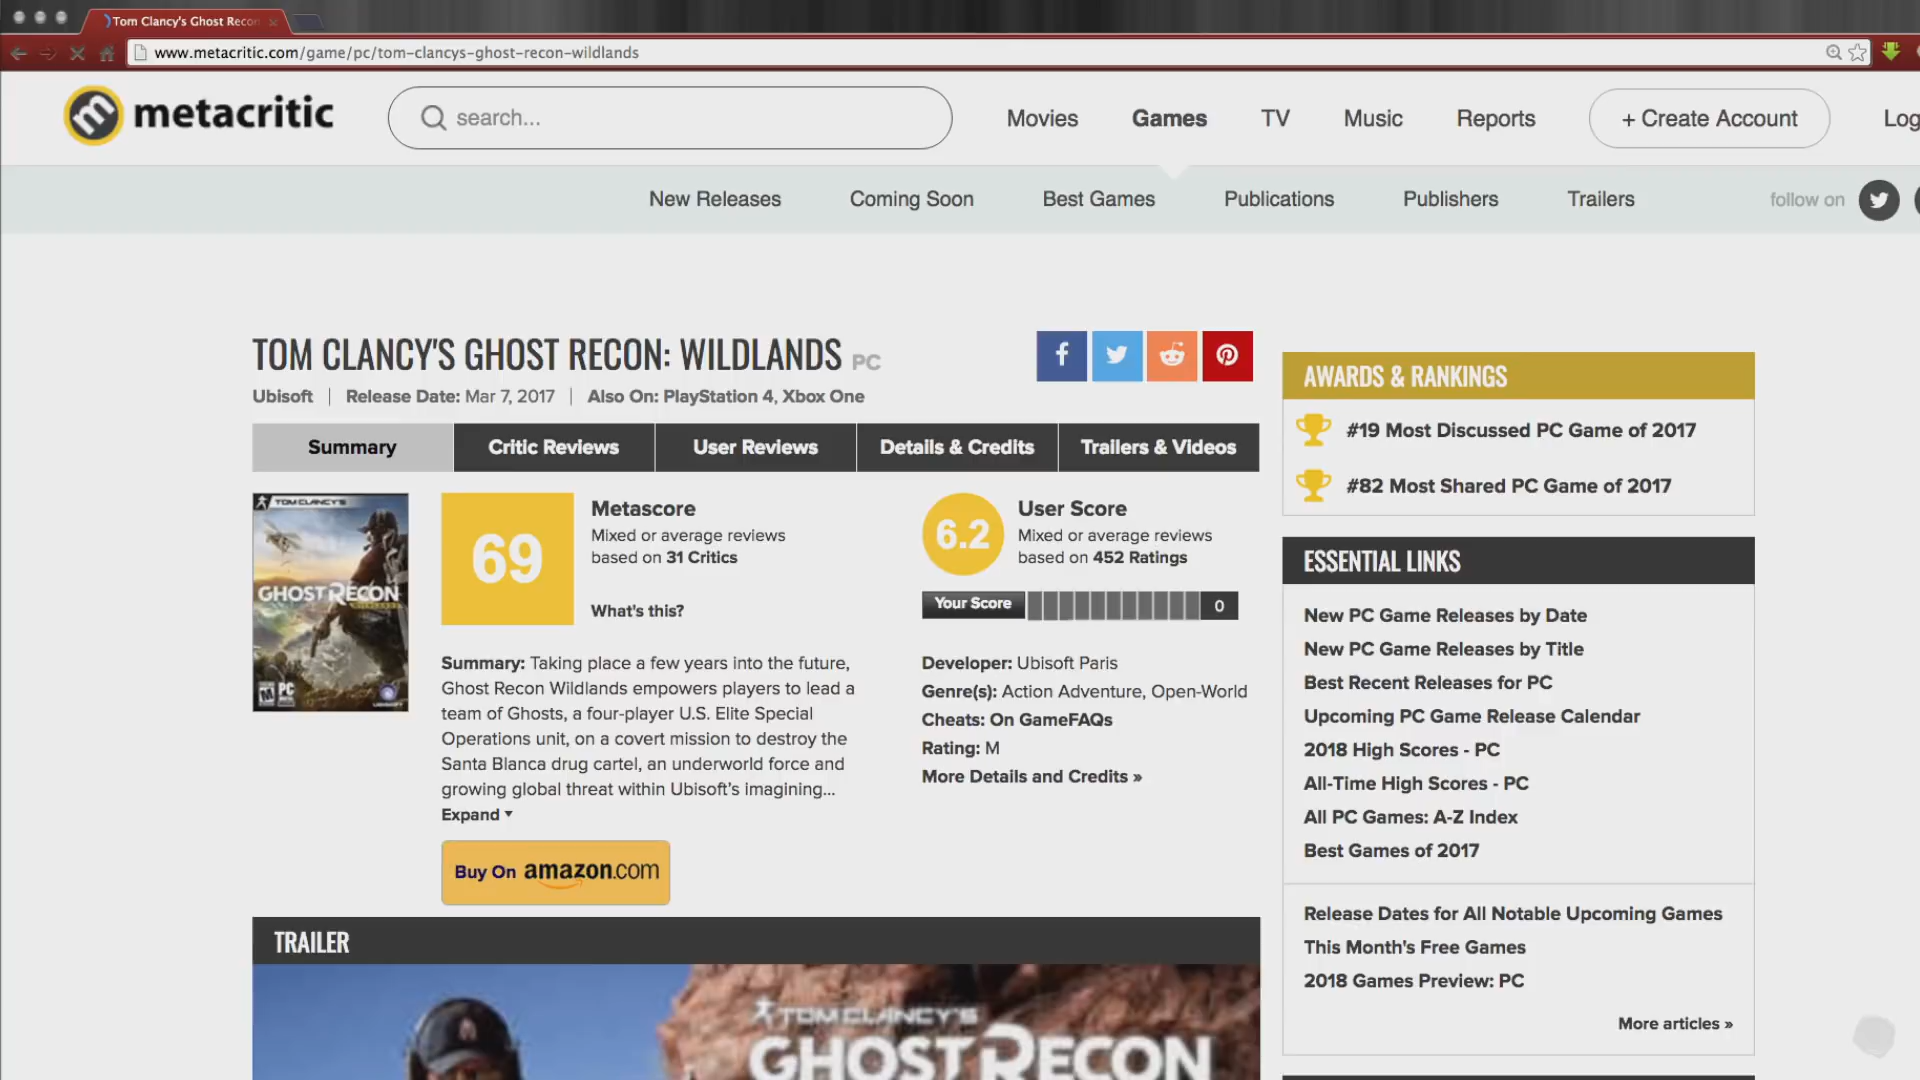 Tom Clancy's Ghost Recon
www.metacritic.com/game/pc/tom-clancys-ghost-recon-wildlands
metacritic
search...
Movies
Games
TV
Music
Reports
+ Create Account
Log
New Releases
Coming Soon
Best Games
Publications
Publishers
Trailers
follow on
TOM CLANCY'S GHOST RECON: WILDLANDS PC
Ubisoft | Release Date: Mar 7, 2017 | Also On: PlayStation 4, Xbox One
Summary
Critic Reviews
User Reviews
Details & Credits
Trailers & Videos
TOM CLANCY'S
GHOST RECON
WILDLANDS
M
PC
UBISOFT
69
Metascore
Mixed or average reviews
based on 31 Critics
What's this?
6.2
User Score
Mixed or average reviews
based on 452 Ratings
Your Score
0
Summary: Taking place a few years into the future,
Ghost Recon Wildlands empowers players to lead a
team of Ghosts, a four-player U.S. Elite Special
Operations unit, on a covert mission to destroy the
Santa Blanca drug cartel, an underworld force and
growing global threat within Ubisoft's imagining...
Expand
Buy On amazon.com
Developer: Ubisoft Paris
Genre(s): Action Adventure, Open-World
Cheats: On GameFAQs
Rating: M
More Details and Credits »
TRAILER
TOM CLANCY'S
GHOST RECON
AWARDS & RANKINGS
#19 Most Discussed PC Game of 2017
#82 Most Shared PC Game of 2017
ESSENTIAL LINKS
New PC Game Releases by Date
New PC Game Releases by Title
Best Recent Releases for PC
Upcoming PC Game Release Calendar
2018 High Scores - PC
All-Time High Scores - PC
All PC Games: A-Z Index
Best Games of 2017
Release Dates for All Notable Upcoming Games
This Month's Free Games
2018 Games Preview: PC
More articles »